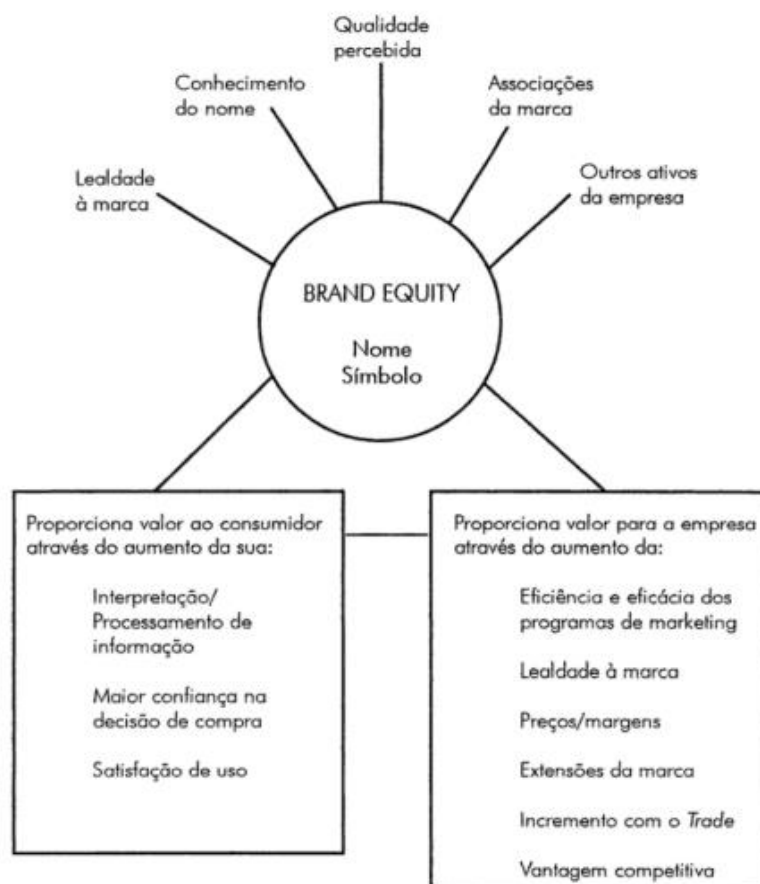 Qualidade
percebida
Conhecimento
do nome
Associações
da marca
Lealdade
à marca
Outros ativos
da empresa
BRAND EQUITY
Nome
Símbolo
Proporciona valor ao consumidor
através do aumento da sua:
Interpretação/
Processamento de
informação
Maior confiança na
decisão de compra
Satisfação de uso
Proporciona valor para a empresa
através do aumento da:
Eficiência e eficácia dos
programas de marketing
Lealdade à marca
Preços/margens
Extensões da marca
Incremento com o Trade
Vantagem competitiva